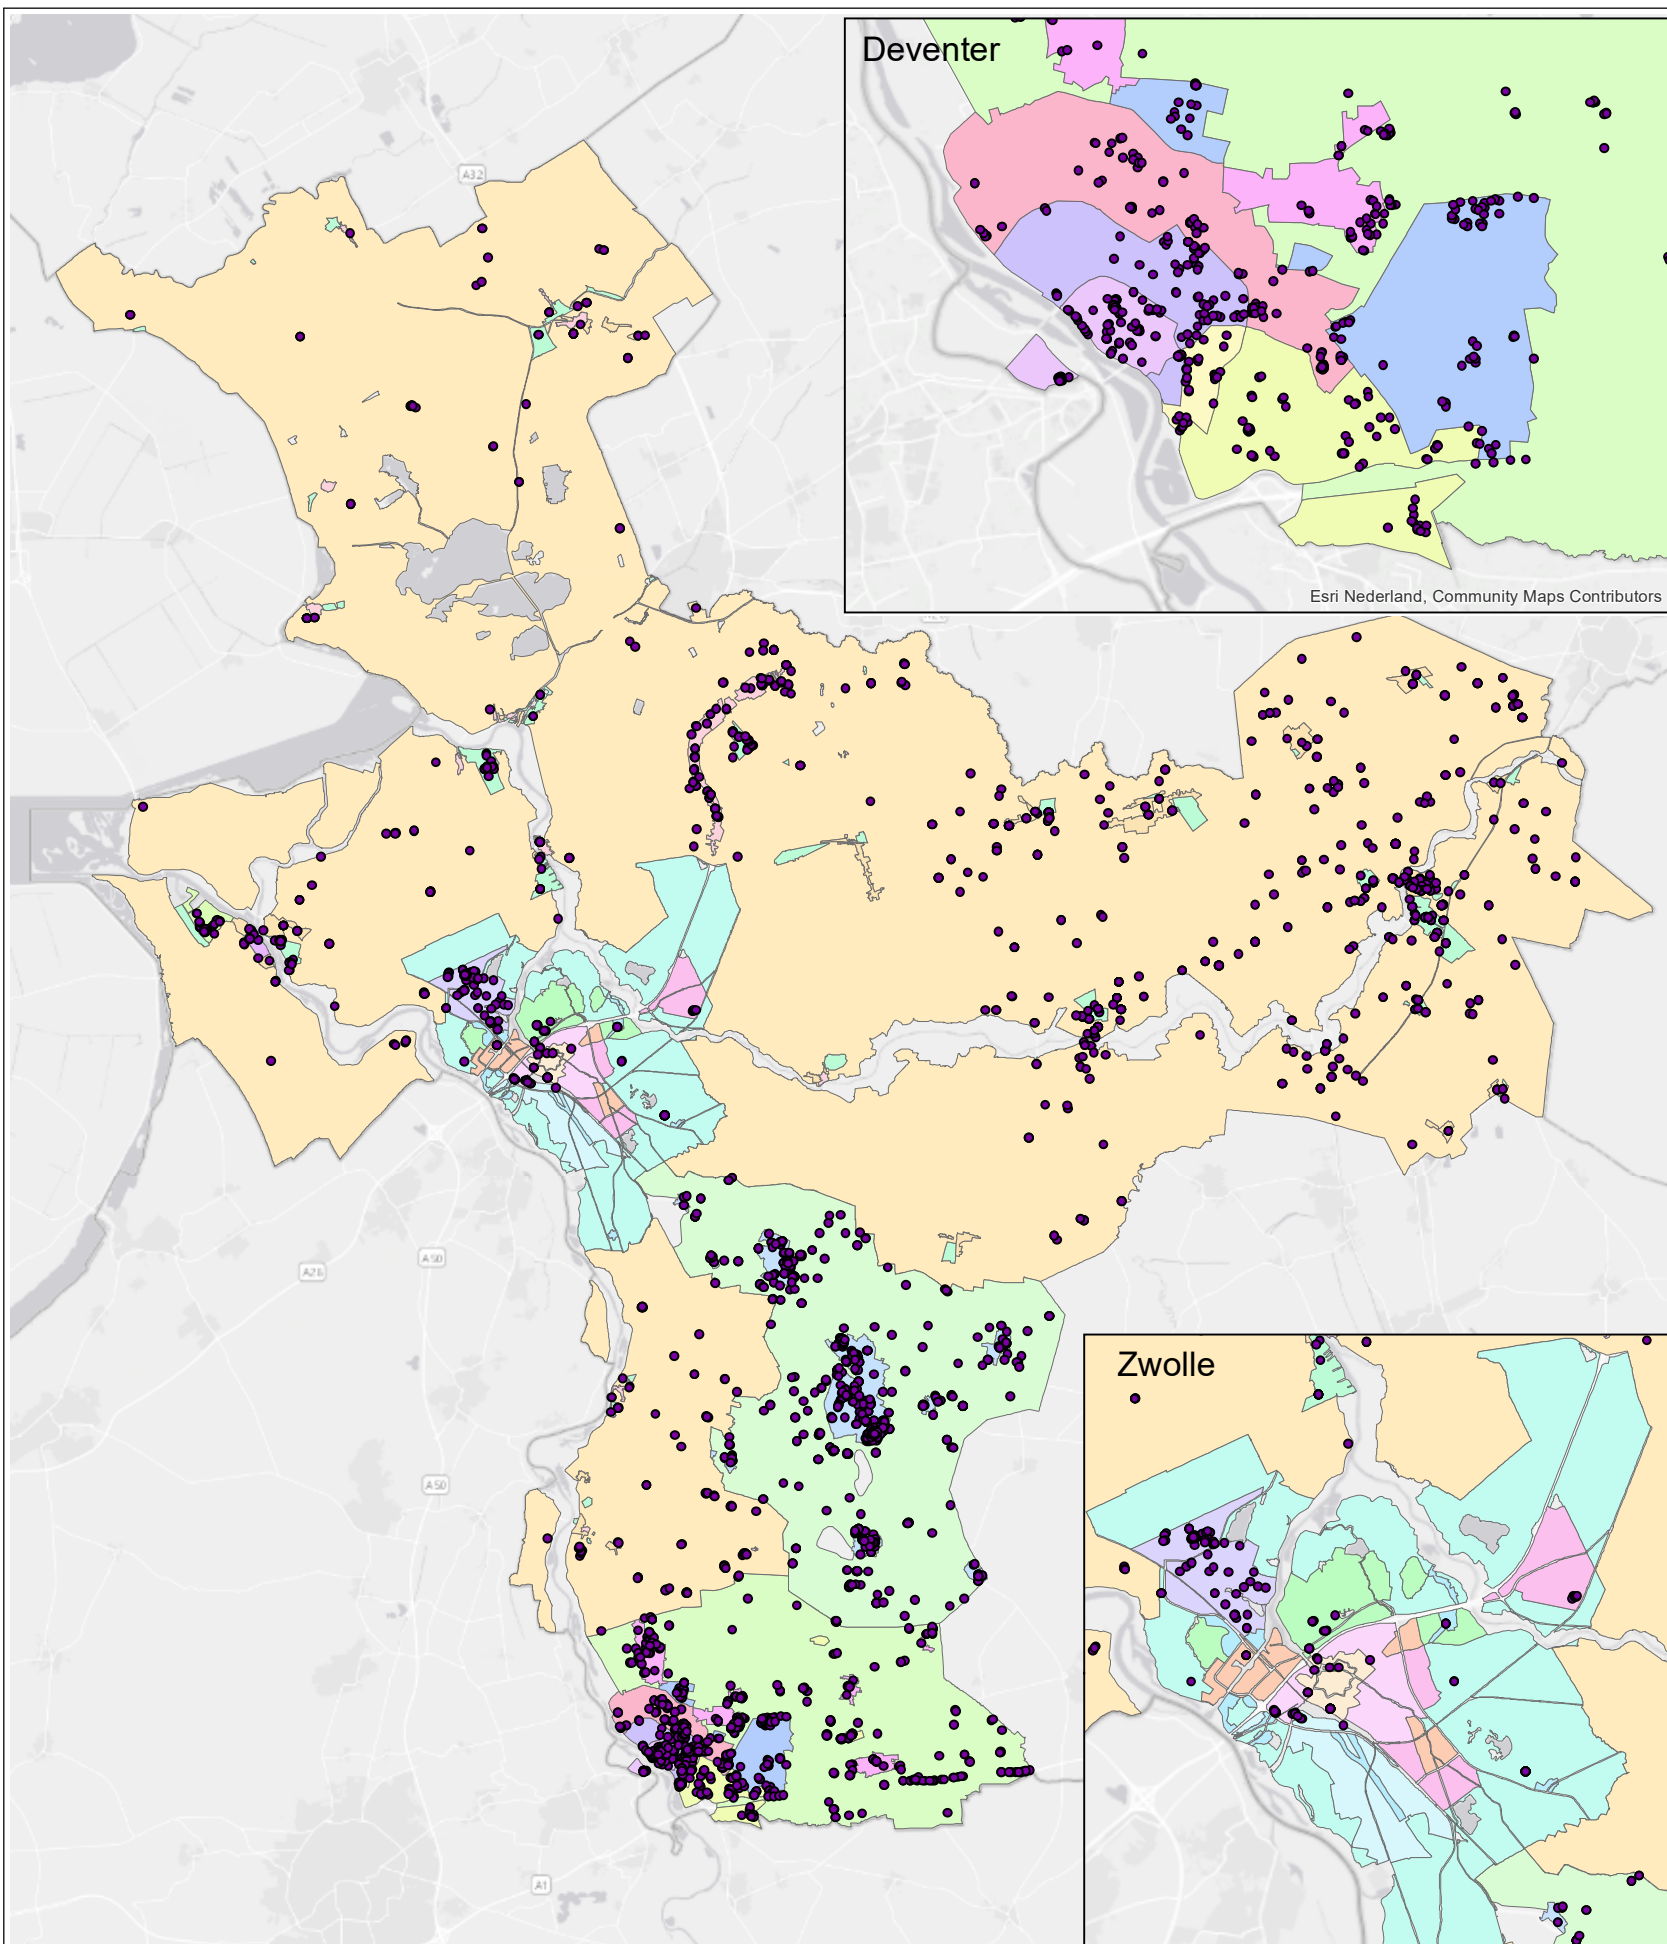 Deventer
A32
Esri Nederland, Community Maps Contributors
A28
A50
Zwolle
A50
A1